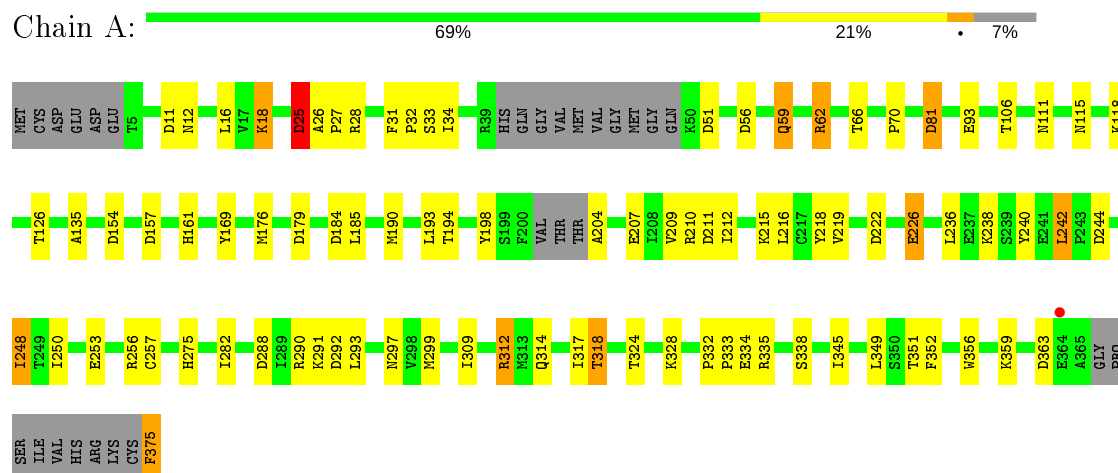 Chain A:
69% 21% • 7%
MET CYS ASP GLU ASP GLU T5 D11 N12 L16 V17 K18 D25 A26 P27 R28 F31 P32 S33 I34 R39 HIS GLN GLY VAL MET VAL GLY MET GLY GLN K50 D51 D56 Q59 R62 T66 P70 D81 E93 T106 N111 N115 K118
T126 A135 D154 D157 H161 Y169 M176 D179 D184 L185 M190 L193 T194 Y198 S199 F200 VAL THR THR A204 E207 I208 V209 R210 D211 I212 K215 L216 C217 Y218 V219 D222 E226 L236 E237 K238 S239 Y240 E241 L242 P243 D244
I248 T249 I250 E253 R256 C257 H275 I282 D288 I289 R290 K291 D292 L293 N297 V298 M299 I309 R312 M313 Q314 I317 T318 T324 K328 P332 P333 E334 R335 S338 I345 L349 S350 T351 F352 W356 K359 D363 E364 A365 GLY PRO
SER ILE VAL HIS ARG LYS CYS F375